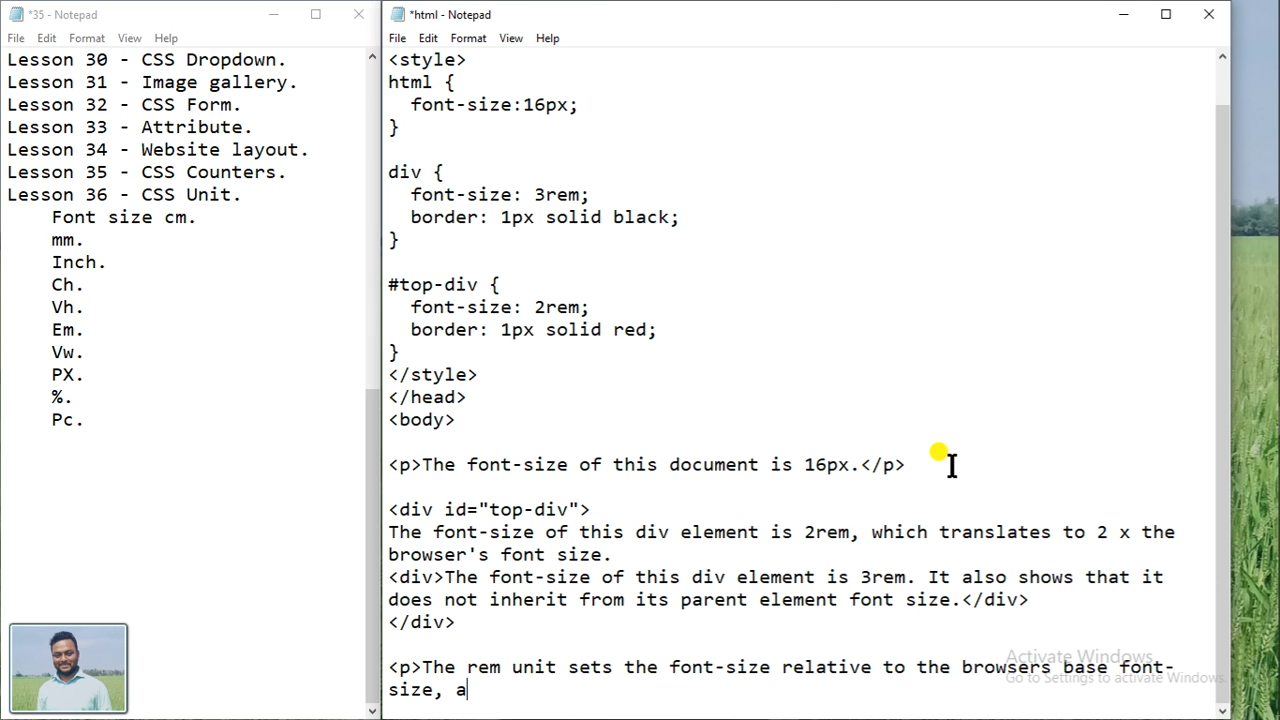 *35 - Notepad
File Edit Format View Help
Lesson 30 - CSS Dropdown.
Lesson 31 - Image gallery.
Lesson 32 - CSS Form.
Lesson 33 - Attribute.
Lesson 34 - Website layout.
Lesson 35 - CSS Counters.
Lesson 36 - CSS Unit.
Font size cm.
mm.
Inch.
Ch.
Vh.
Em.
Vw.
PX.
%.
Pc.
*html - Notepad
File Edit Format View Help
<style>
html {
font-size:16px;
}
div {
font-size: 3rem;
border: 1px solid black;
}
#top-div {
font-size: 2rem;
border: 1px solid red;
}
</style>
</head>
<body>
<p>The font-size of this document is 16px.</p>
<div id="top-div">
The font-size of this div element is 2rem, which translates to 2 x the
browser's font size.
<div>The font-size of this div element is 3rem. It also shows that it
does not inherit from its parent element font size.</div>
</div>
<p>The rem unit sets the font-size relative to the browsers base font-
size, a
Activate Windows
Go to Settings to activate Windows.